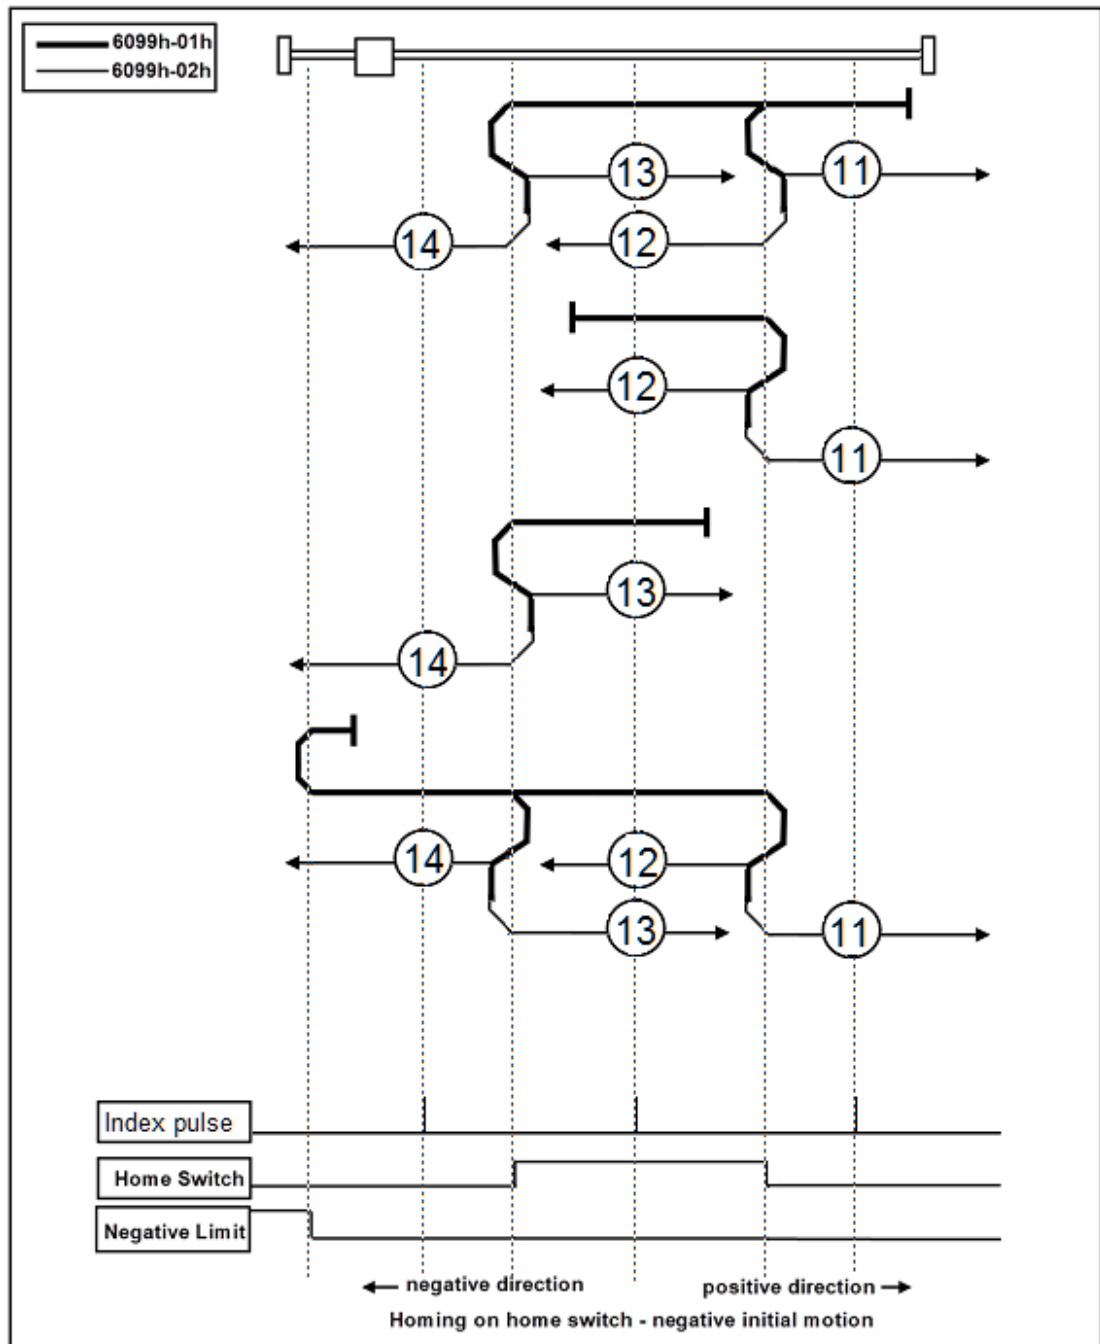 6099h-01h
6099h-02h
13
11
14
12
12
11
13
14
14
12
13
11
Index pulse
Home Switch
Negative Limit
negative direction
positive direction
Homing on home switch - negative initial motion